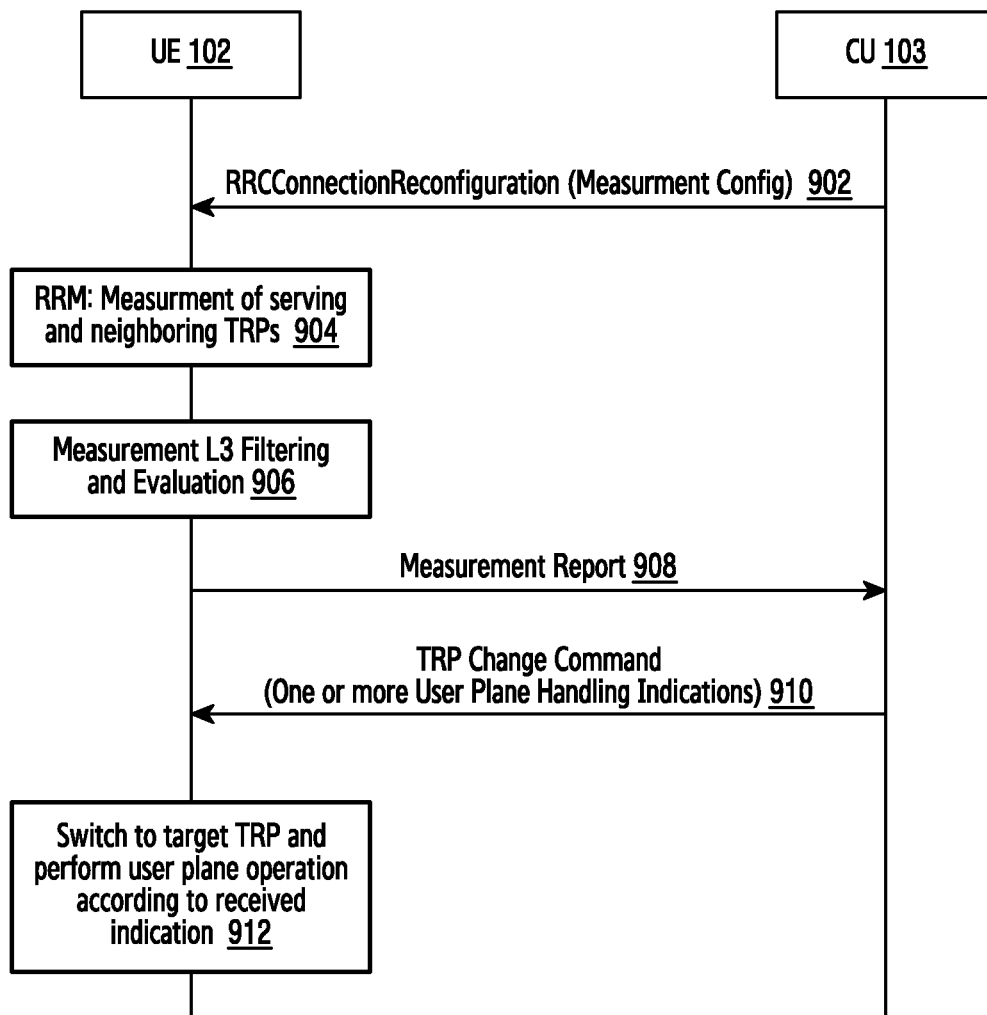 UE 102
CU 103
RRCConnectionReconfiguration (Measurment Config) 902
RRM: Measurment of serving
and neighboring TRPs 904
Measurement L3 Filtering
and Evaluation 906
Measurement Report 908
TRP Change Command
(One or more User Plane Handling Indications) 910
Switch to target TRP and
perform user plane operation
according to received
indication 912